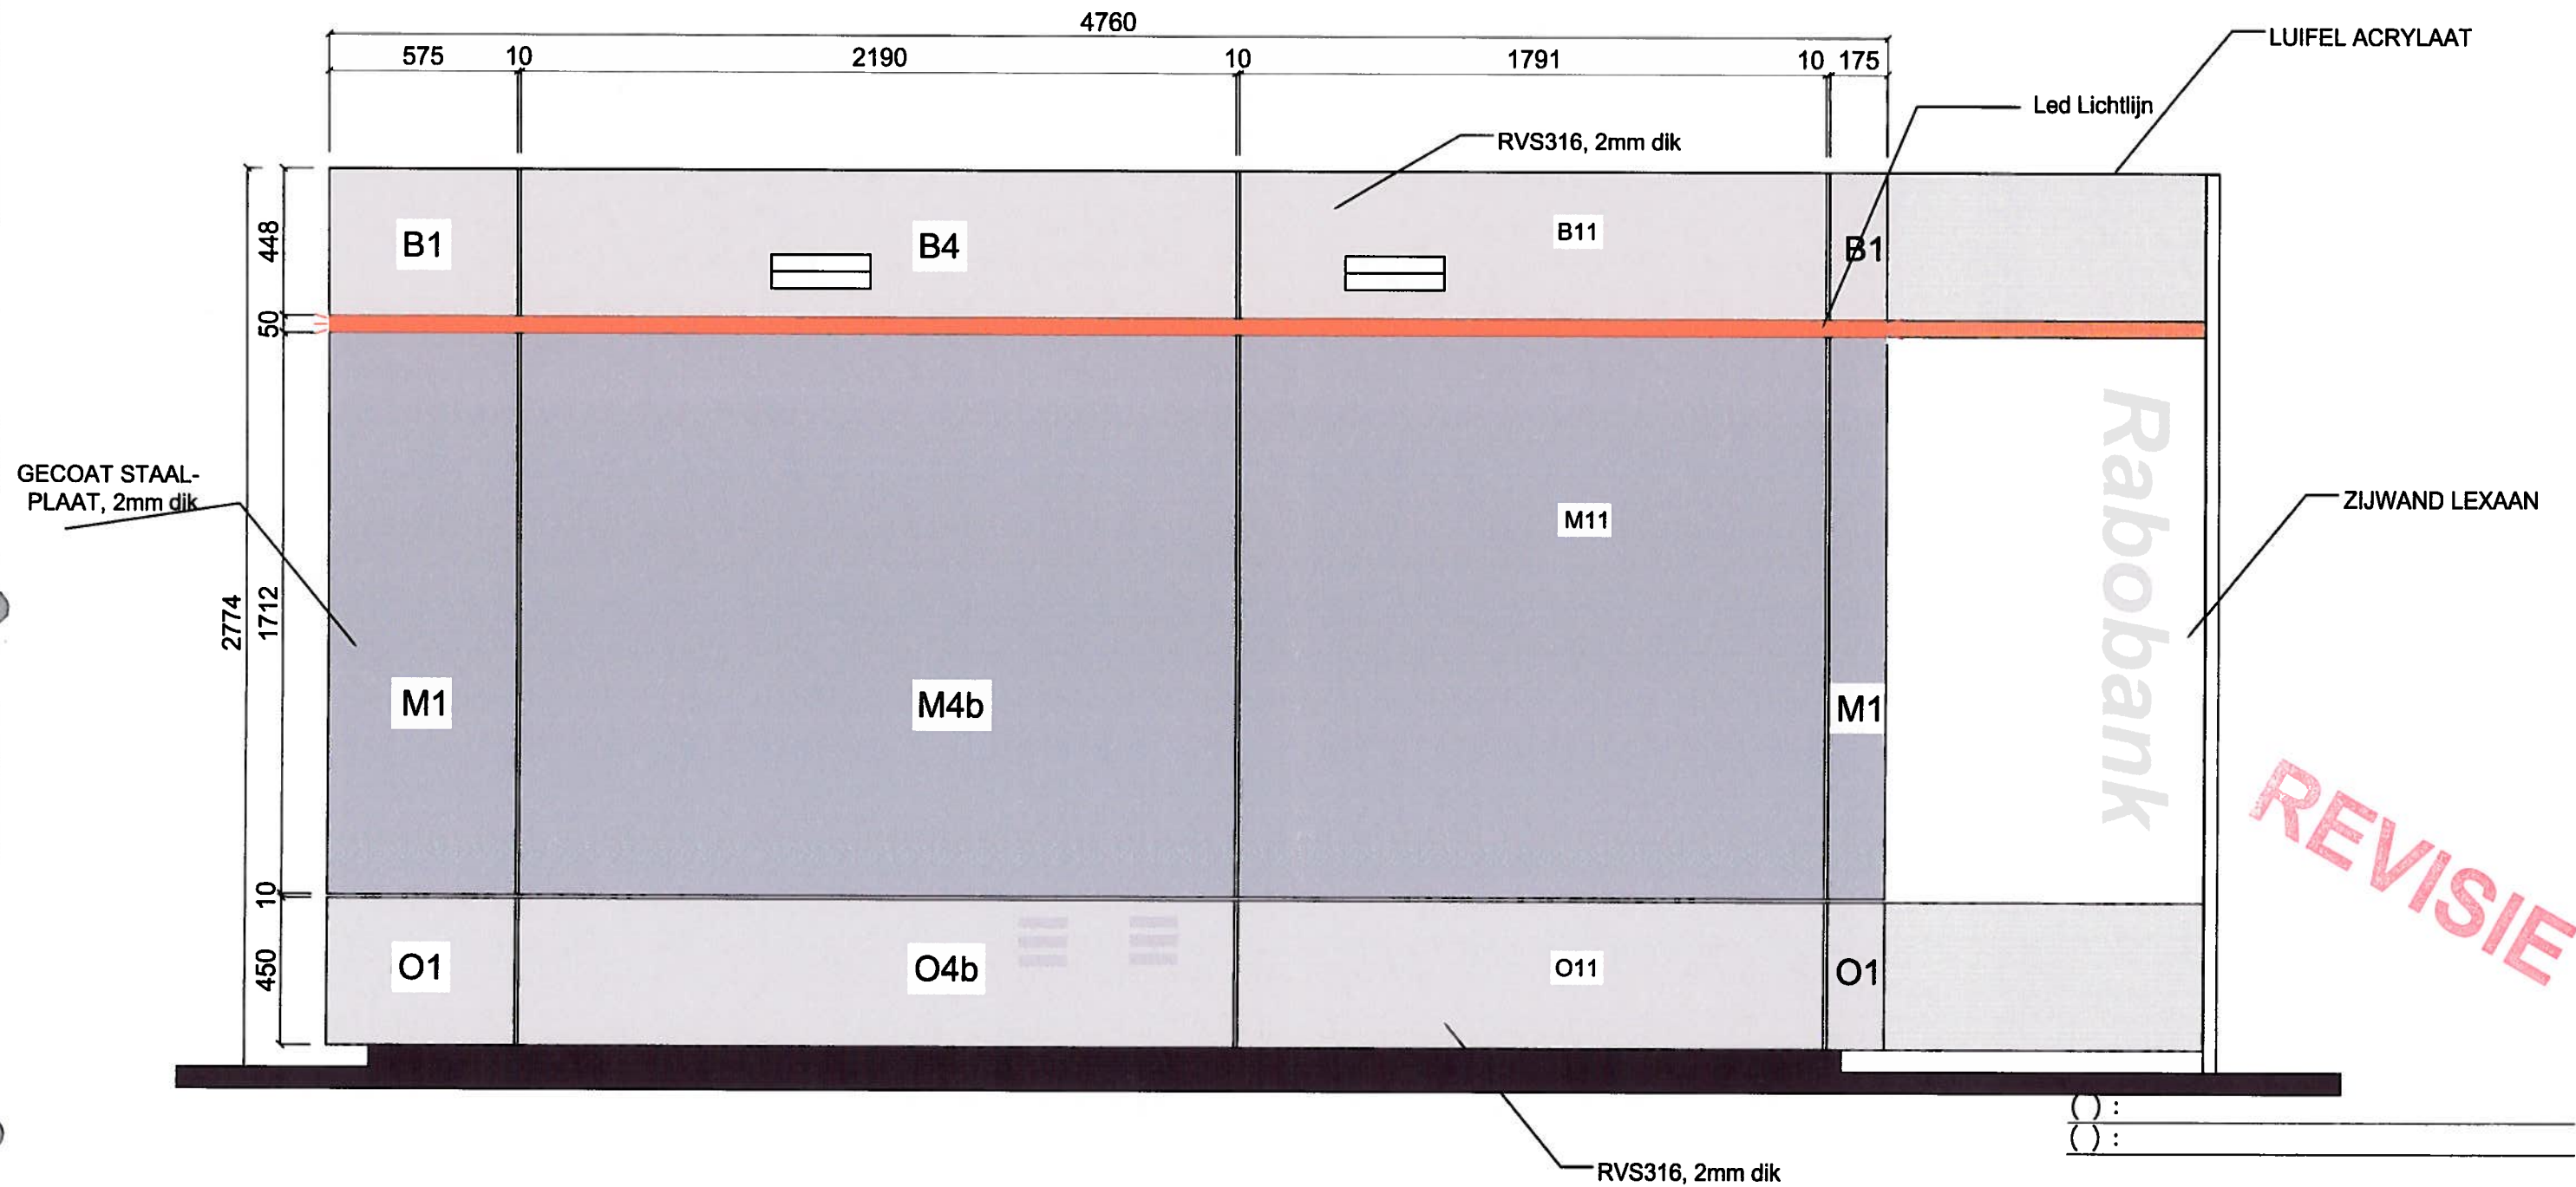 4760
575 10 2190 10 1791 10 175
LUIFEL ACRYLAAT
Led Lichtlijn
RVS316, 2mm dik
B1 B4 B11 B1
448
50
GECOAT STAAL-
PLAAT, 2mm dik
M11
ZIJWAND LEXAAN
Rabobank
2774
1712
M1 M4b M1
REVISIE
10
450
O1 O4b O11 O1
( ) :
( ) :
RVS316, 2mm dik